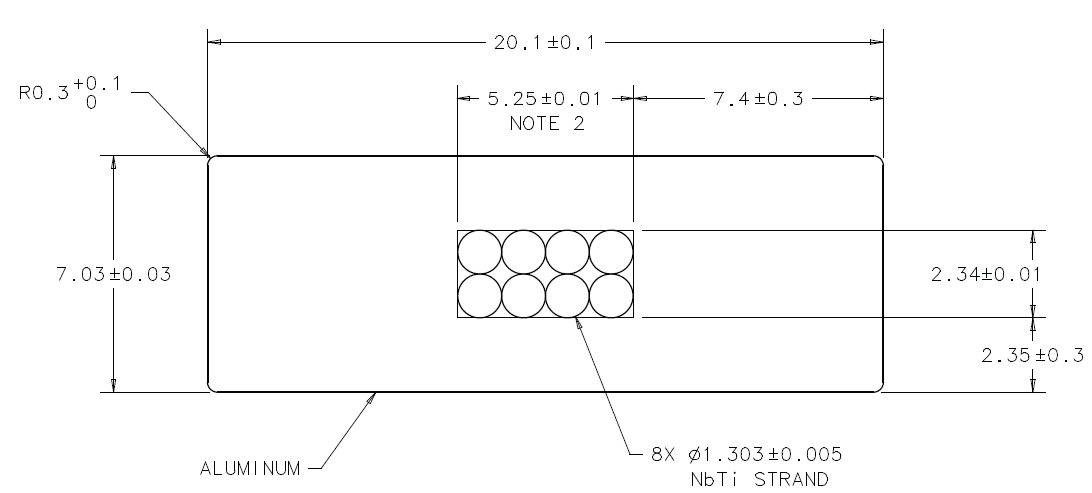 20.1±0.1
R0.3 +0.1
0
5.25±0.01
NOTE 2
7.4±0.3
7.03±0.03
2.34±0.01
2.35±0.3
ALUMINUM
8X ⌀1.303±0.005
NbTi STRAND